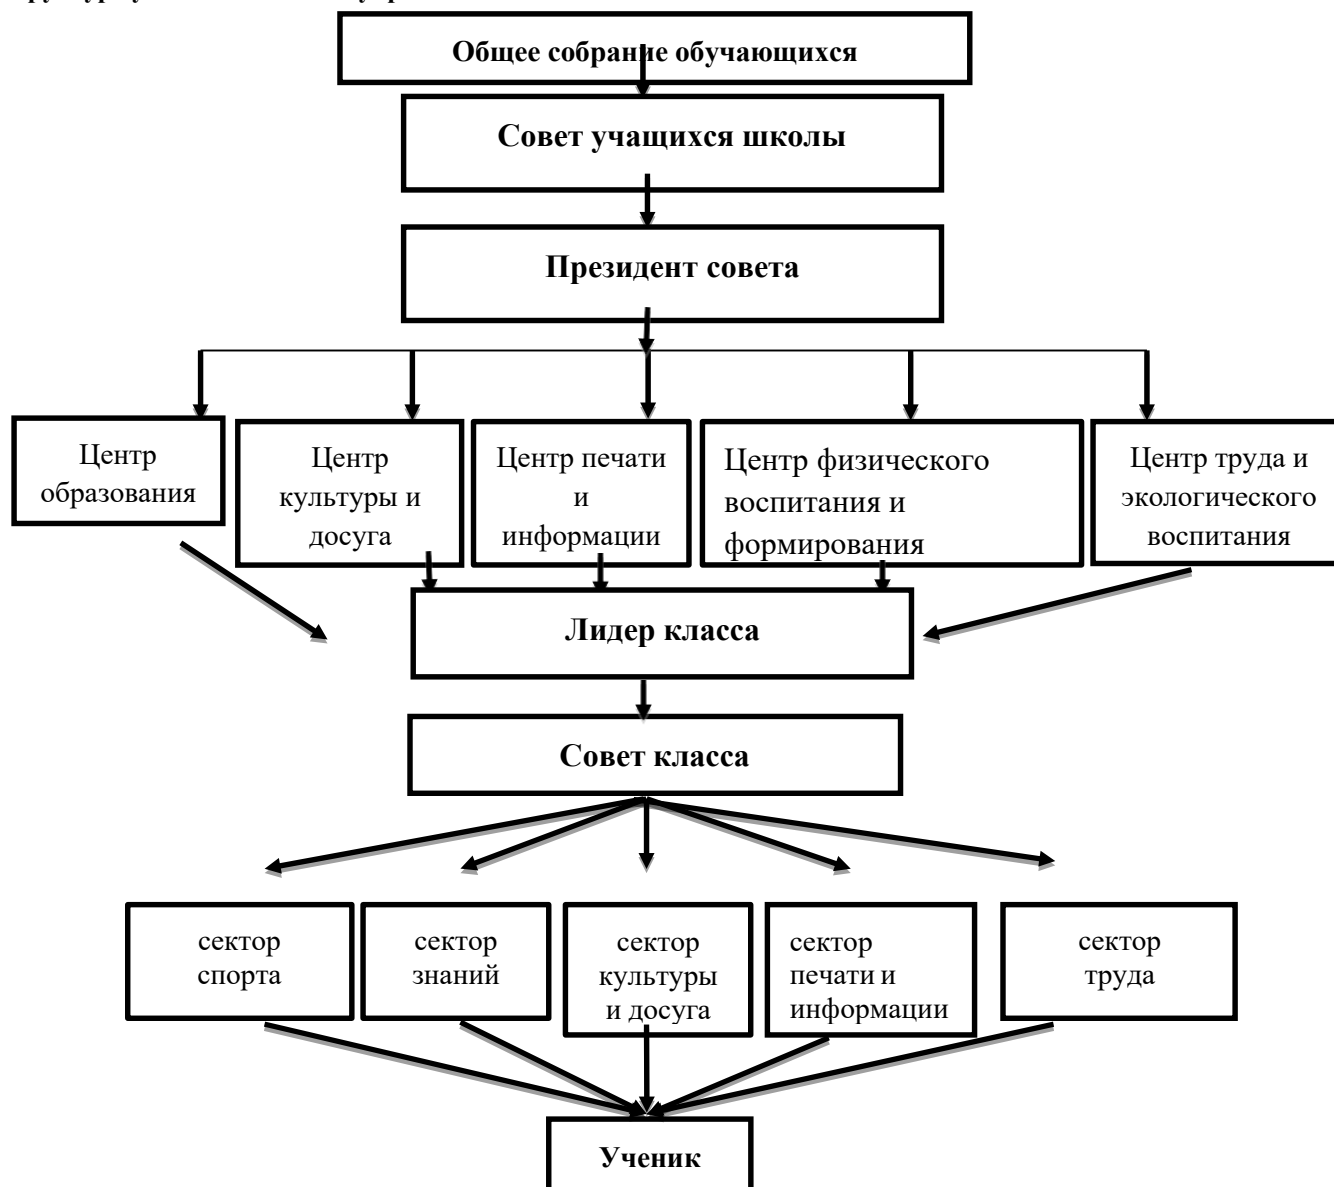 Общее собрание обучающихся
Совет учащихся школы
Президент совета
Центр
образования
Центр
культуры и
досуга
Центр печати
и
информации
Центр физического
воспитания и
формирования
Центр труда и
экологического
воспитания
Лидер класса
Совет класса
сектор
спорта
сектор
знаний
сектор
культуры
и досуга
сектор
печати и
информации
сектор
труда
Ученик